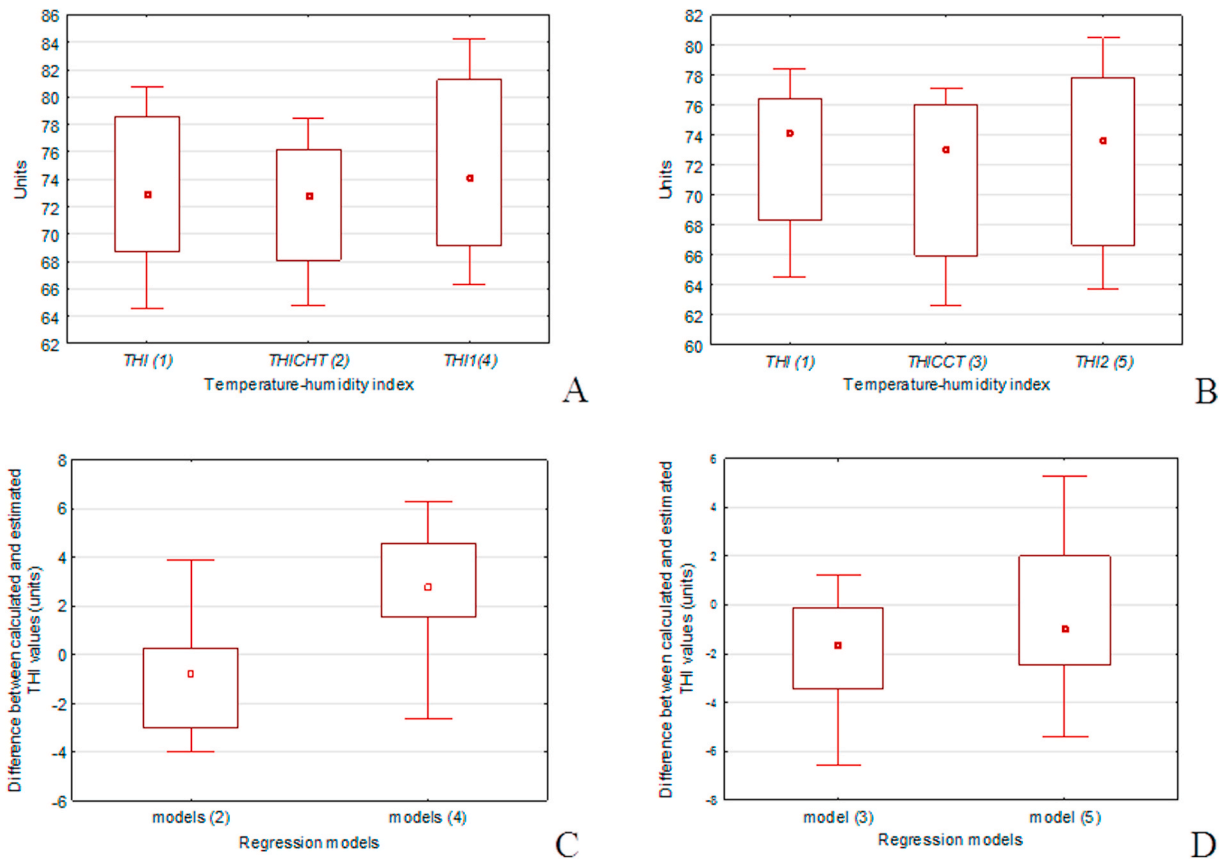 86
84
82
80
78
76
74
72
70
68
66
64
62
Units
THI (1) THICHT (2) THI1(4)
Temperature-humidity index
A
82
80
78
76
74
72
70
68
66
64
62
60
Units
THI (1) THICCT (3) THI2 (5)
Temperature-humidity index
B
8
6
4
2
0
-2
-4
-6
Difference between calculated and estimated
THI values (units)
models (2) models (4)
Regression models
C
6
4
2
0
-2
-4
-6
-8
Difference between calculated and estimated
THI values (units)
model (3) model (5)
Regression models
D